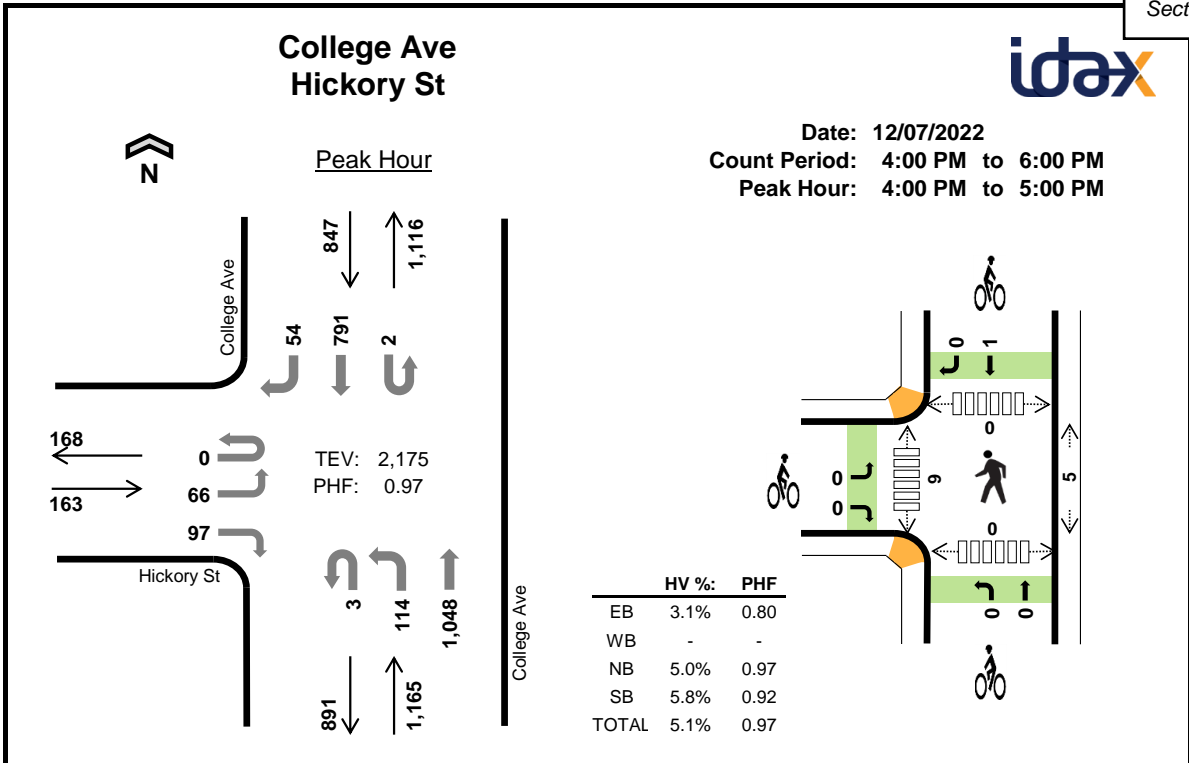 Sect
College Ave
Hickory St
idax
N
Peak Hour
Date: 12/07/2022
Count Period: 4:00 PM to 6:00 PM
Peak Hour: 4:00 PM to 5:00 PM
847
1,116
College Ave
54
791
2
168
0
TEV: 2,175
PHF: 0.97
66
163
97
Hickory St
3
114
1,048
College Ave
891
1,165
HV %: PHF
EB 3.1% 0.80
WB - -
NB 5.0% 0.97
SB 5.8% 0.92
TOTAL 5.1% 0.97
0
1
0
0
0
9
5
0
0
0